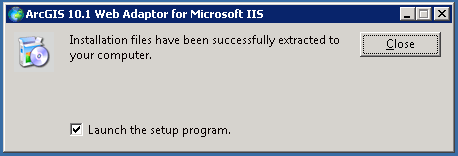 ArcGIS 10.1 Web Adaptor for Microsoft IIS
Installation files have been successfully extracted to
your computer.
Close
Launch the setup program.